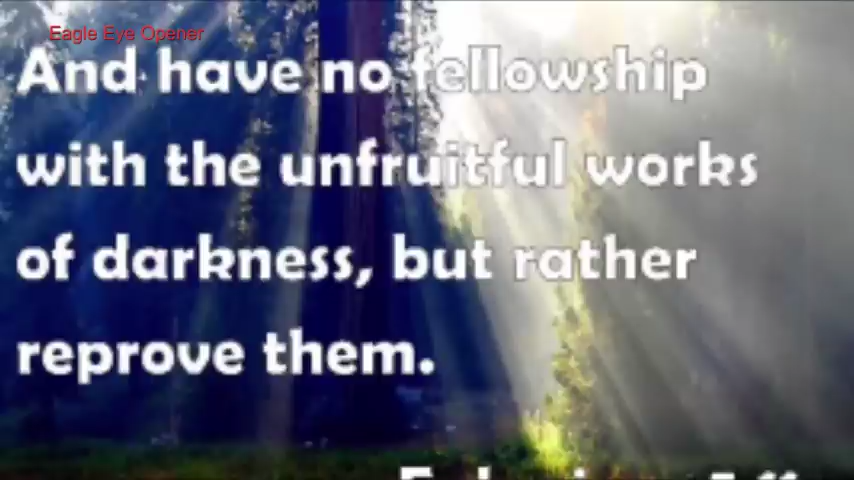 Eagle Eye Opener
And have no fellowship
with the unfruitful works
of darkness, but rather
reprove them.